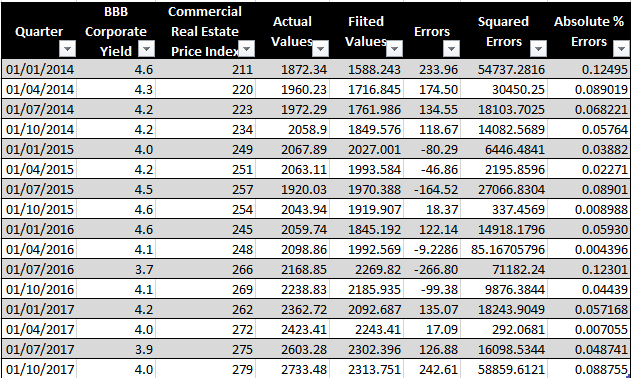 Quarter BBB Corporate Yield Commercial Real Estate Price Index Actual Values Fiited Values Errors Squared Errors Absolute % Errors
01/01/2014 4.6 211 1872.34 1588.243 233.96 54737.2816 0.12495
01/04/2014 4.3 220 1960.23 1716.845 174.50 30450.25 0.089019
01/07/2014 4.2 223 1972.29 1761.986 134.55 18103.7025 0.068221
01/10/2014 4.2 234 2058.9 1849.576 118.67 14082.5689 0.05764
01/01/2015 4.0 249 2067.89 2027.001 -80.29 6446.4841 0.03882
01/04/2015 4.2 251 2063.11 1993.584 -46.86 2195.8596 0.02271
01/07/2015 4.5 257 1920.03 1970.388 -164.52 27066.8304 0.08901
01/10/2015 4.6 254 2043.94 1919.907 18.37 337.4569 0.008988
01/01/2016 4.6 245 2059.74 1845.192 122.14 14918.1796 0.05930
01/04/2016 4.1 248 2098.86 1992.569 -9.2286 85.16705796 0.004396
01/07/2016 3.7 266 2168.85 2269.82 -266.80 71182.24 0.12301
01/10/2016 4.1 269 2238.83 2185.935 -99.38 9876.3844 0.04439
01/01/2017 4.2 262 2362.72 2092.687 135.07 18243.9049 0.057168
01/04/2017 4.0 272 2423.41 2243.41 17.09 292.0681 0.007055
01/07/2017 3.9 275 2603.28 2302.396 126.88 16098.5344 0.048741
01/10/2017 4.0 279 2733.48 2313.751 242.61 58859.6121 0.088755